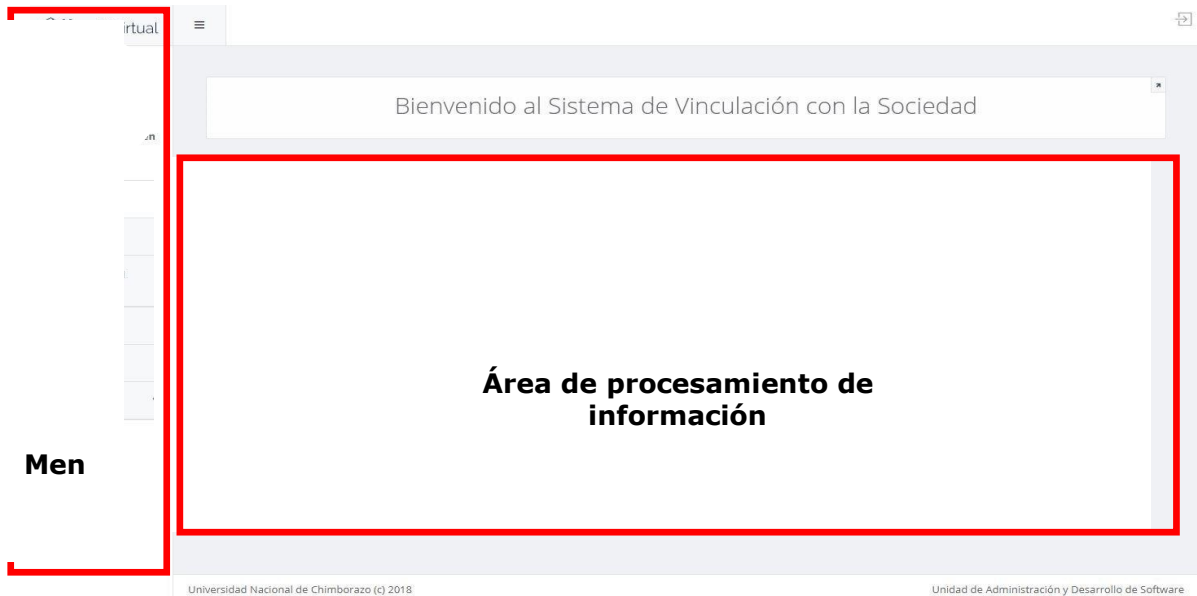 Bienvenido al Sistema de Vinculación con la Sociedad
Área de procesamiento de
información
Men
Universidad Nacional de Chimborazo (c) 2018
Unidad de Administración y Desarrollo de Software